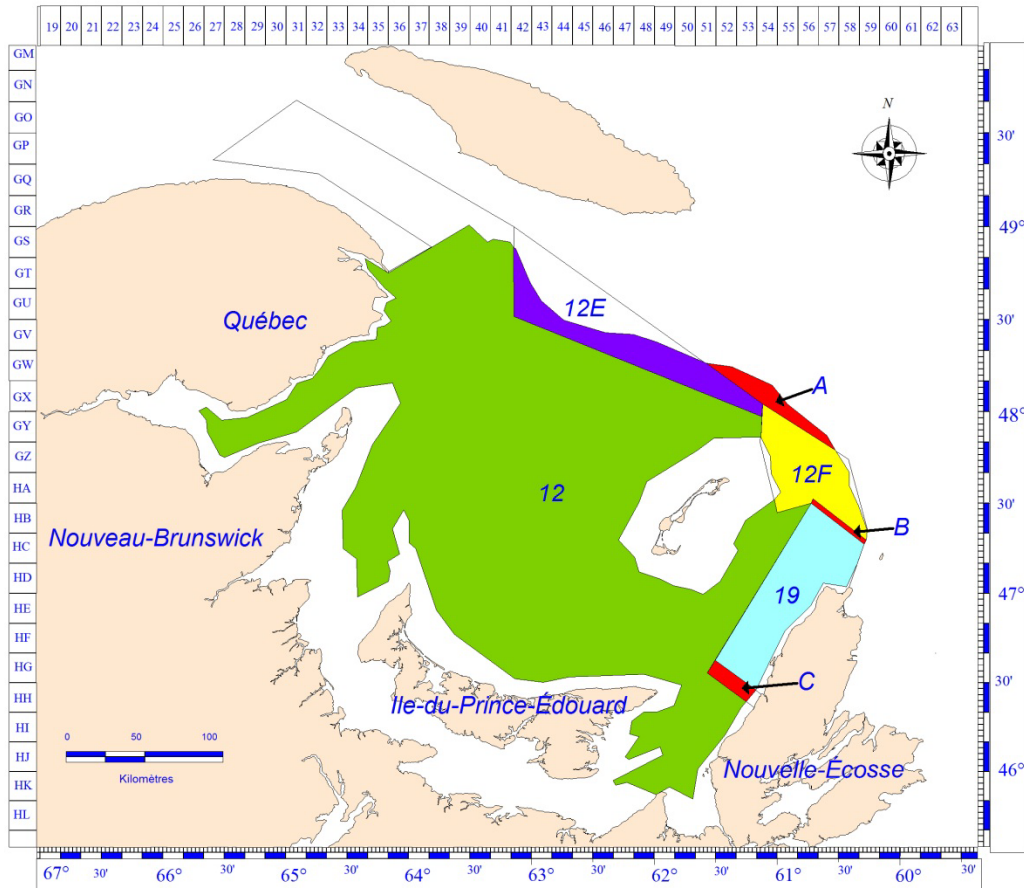 19 20 21 22 23 24 25 26 27 28 29 30 31 32 33 34 35 36 37 38 39 40 41 42 43 44 45 46 47 48 49 50 51 52 53 54 55 56 57 58 59 60 61 62 63
GM
GN
GO
GP
GQ
GR
GS
GT
GU
GV
GW
GX
GY
GZ
HA
HB
HC
HD
HE
HF
HG
HH
HI
HJ
HK
HL
N
30'
49°
30'
48°
30'
47°
30'
46°
12E
Québec
A
12F
12
B
Nouveau-Brunswick
19
C
Ile-du-Prince-Édouard
Nouvelle-Écosse
0 50 100
Kilomètres
67° 30' 66° 30' 65° 30' 64° 30' 63° 30' 62° 30' 61° 30' 60°